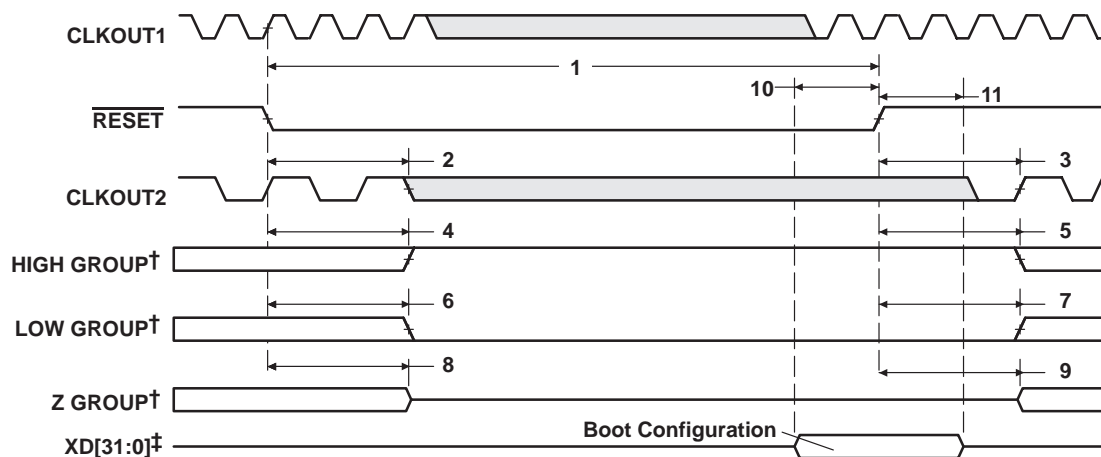 CLKOUT1
1
10
11
RESET
2
3
CLKOUT2
4
5
HIGH GROUP†
6
7
LOW GROUP†
8
9
Z GROUP†
Boot Configuration
XD[31:0]‡